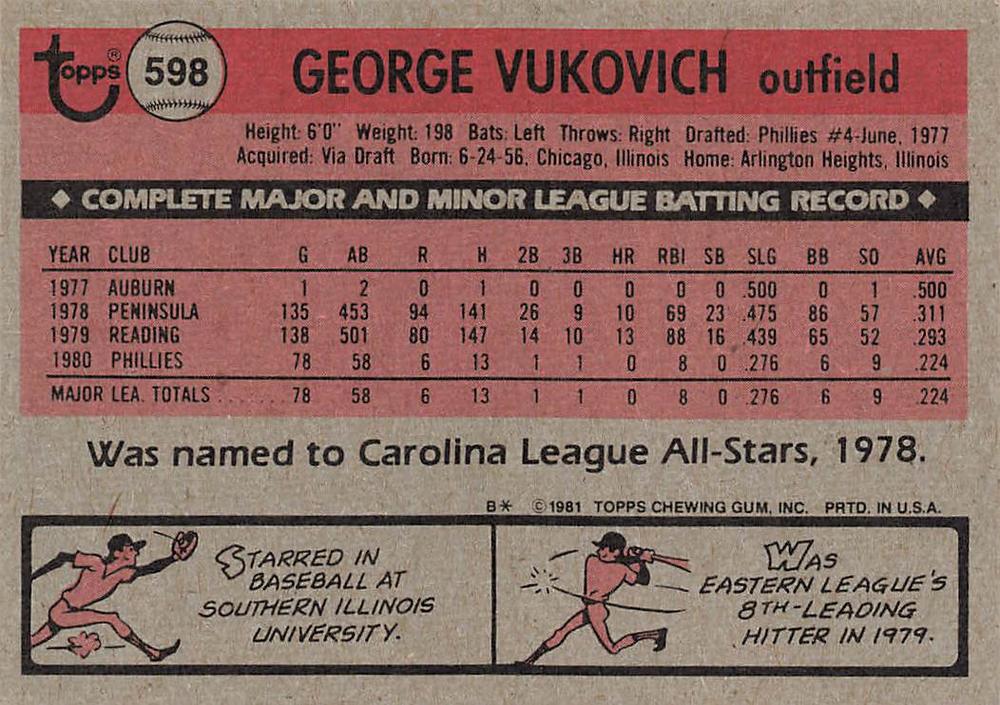 Topps® 598 GEORGE VUKOVICH outfield
Height: 6'0" Weight: 198 Bats: Left Throws: Right Drafted: Phillies #4-June, 1977
Acquired: Via Draft Born: 6-24-56, Chicago, Illinois Home: Arlington Heights, Illinois
◆ COMPLETE MAJOR AND MINOR LEAGUE BATTING RECORD ◆
YEAR CLUB G AB R H 2B 3B HR RBI SB SLG BB SO AVG
1977 AUBURN 1 2 0 1 0 0 0 0 0 .500 0 1 .500
1978 PENINSULA 135 453 94 141 26 9 10 69 23 .475 86 57 .311
1979 READING 138 501 80 147 14 10 13 88 16 .439 65 52 .293
1980 PHILLIES 78 58 6 13 1 1 0 8 0 .276 6 9 .224
MAJOR LEA. TOTALS ....... 78 58 6 13 1 1 0 8 0 .276 6 9 .224
Was named to Carolina League All-Stars, 1978.
B* ©1981 TOPPS CHEWING GUM, INC. PRTD. IN U.S.A.
STARRED IN
BASEBALL AT
SOUTHERN ILLINOIS
UNIVERSITY.
WAS
EASTERN LEAGUE'S
8TH-LEADING
HITTER IN 1979.